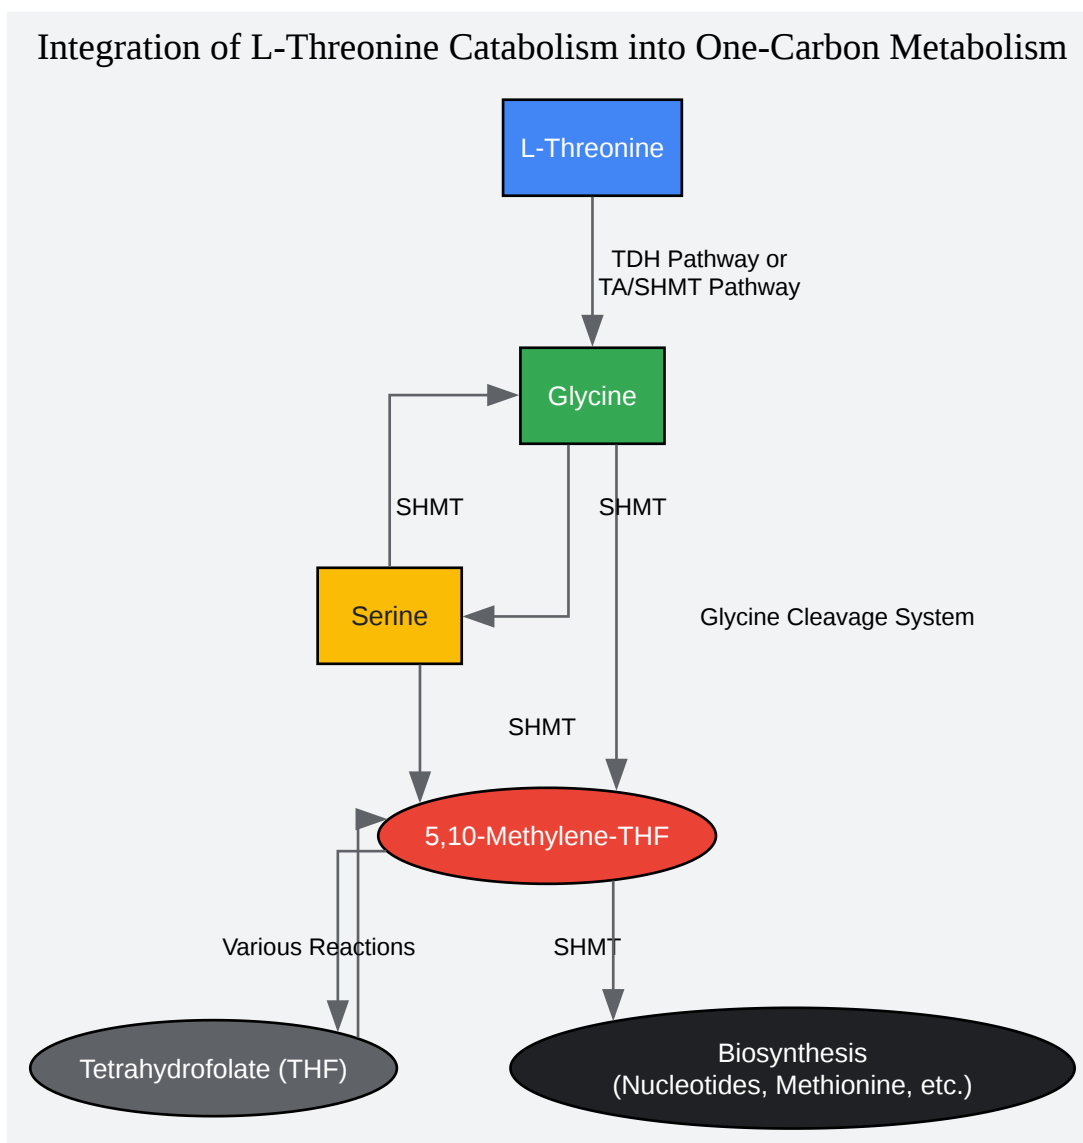 Integration of L-Threonine Catabolism into One-Carbon Metabolism
L-Threonine
TDH Pathway or
TA/SHMT Pathway
Glycine
SHMT
SHMT
Serine
Glycine Cleavage System
SHMT
5,10-Methylene-THF
Various Reactions
SHMT
Tetrahydrofolate (THF)
Biosynthesis
(Nucleotides, Methionine, etc.)